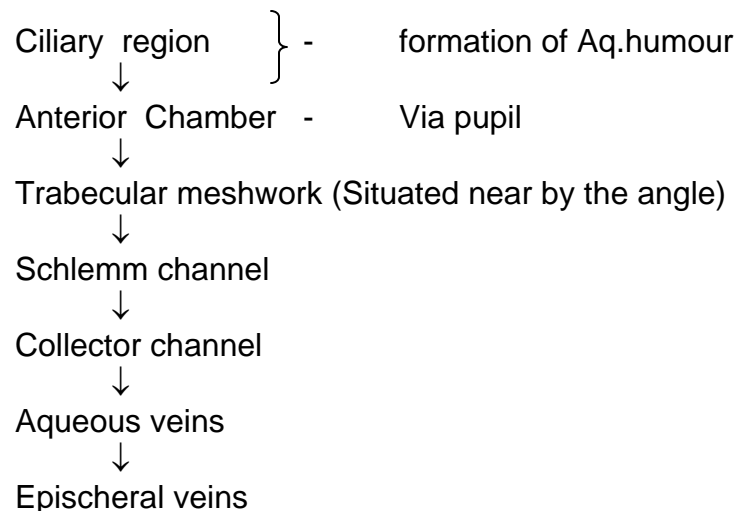 Ciliary region } - formation of Aq.humour
↓
Anterior Chamber - Via pupil
↓
Trabecular meshwork (Situated near by the angle)
↓
Schlemm channel
↓
Collector channel
↓
Aqueous veins
↓
Epischeral veins